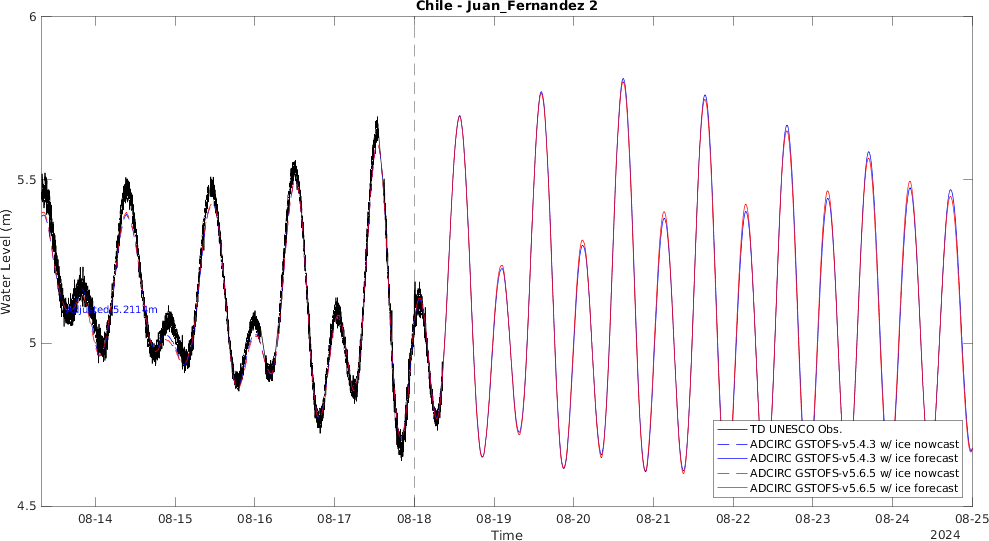 Chile - Juan_Fernandez 2
Water Level (m)
6
5.5
5
4.5
Adjusted 5.2114m
TD UNESCO Obs.
ADCIRC GSTOFS-v5.4.3 w/ ice nowcast
ADCIRC GSTOFS-v5.4.3 w/ ice forecast
ADCIRC GSTOFS-v5.6.5 w/ ice nowcast
ADCIRC GSTOFS-v5.6.5 w/ ice forecast
08-14 08-15 08-16 08-17 08-18 08-19 08-20 08-21 08-22 08-23 08-24 08-25
Time
2024